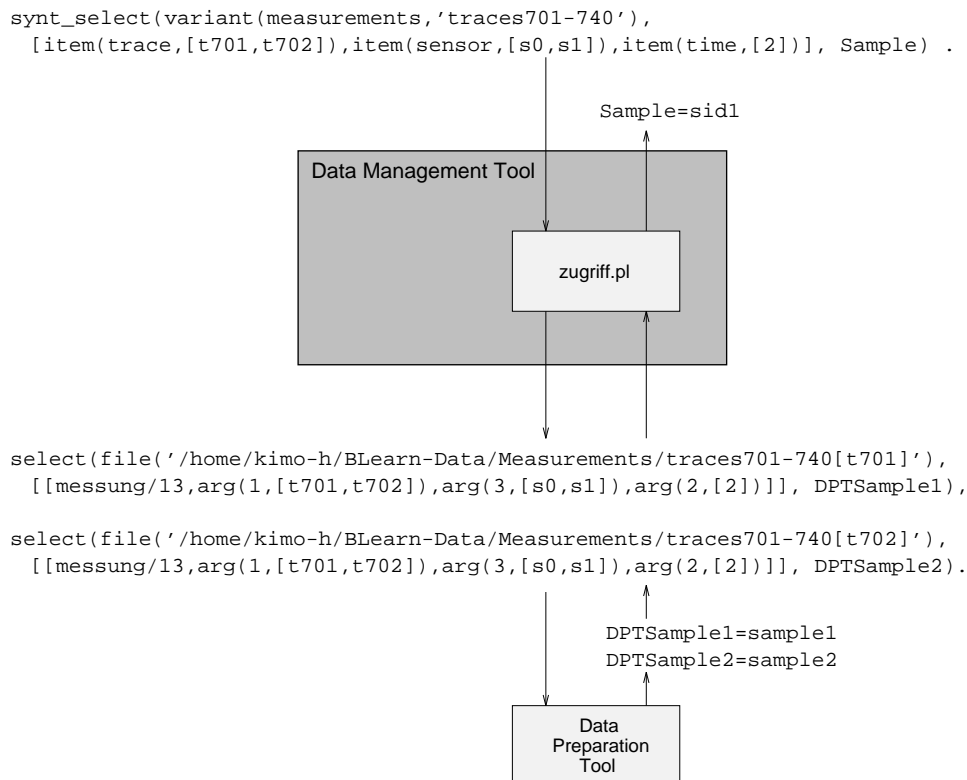 synt_select(variant(measurements,'traces701-740'),
[item(trace,[t701,t702]),item(sensor,[s0,s1]),item(time,[2])], Sample) .
Sample=sid1
Data Management Tool
zugriff.pl
select(file('/home/kimo-h/BLearn-Data/Measurements/traces701-740[t701]'),
[[messung/13,arg(1,[t701,t702]),arg(3,[s0,s1]),arg(2,[2])]], DPTSample1),
select(file('/home/kimo-h/BLearn-Data/Measurements/traces701-740[t702]'),
[[messung/13,arg(1,[t701,t702]),arg(3,[s0,s1]),arg(2,[2])]], DPTSample2).
DPTSample1=sample1
DPTSample2=sample2
Data
Preparation
Tool